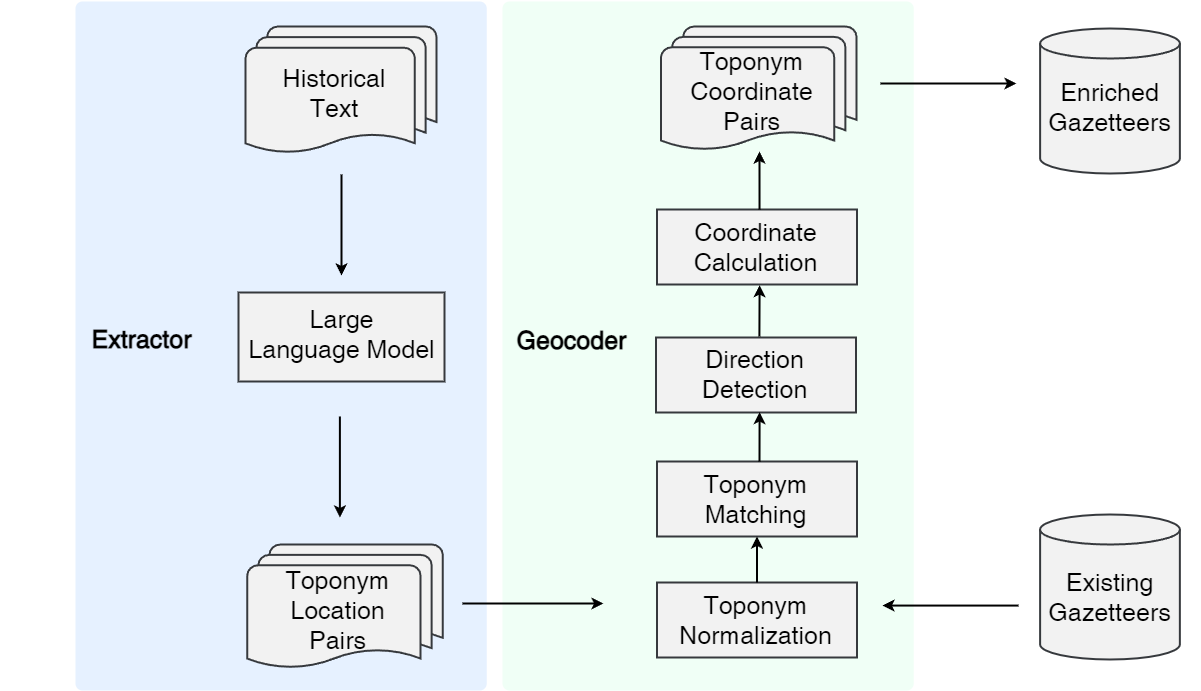 Historical
Text
Extractor
Large
Language Model
Toponym
Location
Pairs
Geocoder
Toponym
Coordinate
Pairs
Coordinate
Calculation
Direction
Detection
Toponym
Matching
Toponym
Normalization
Enriched
Gazetteers
Existing
Gazetteers